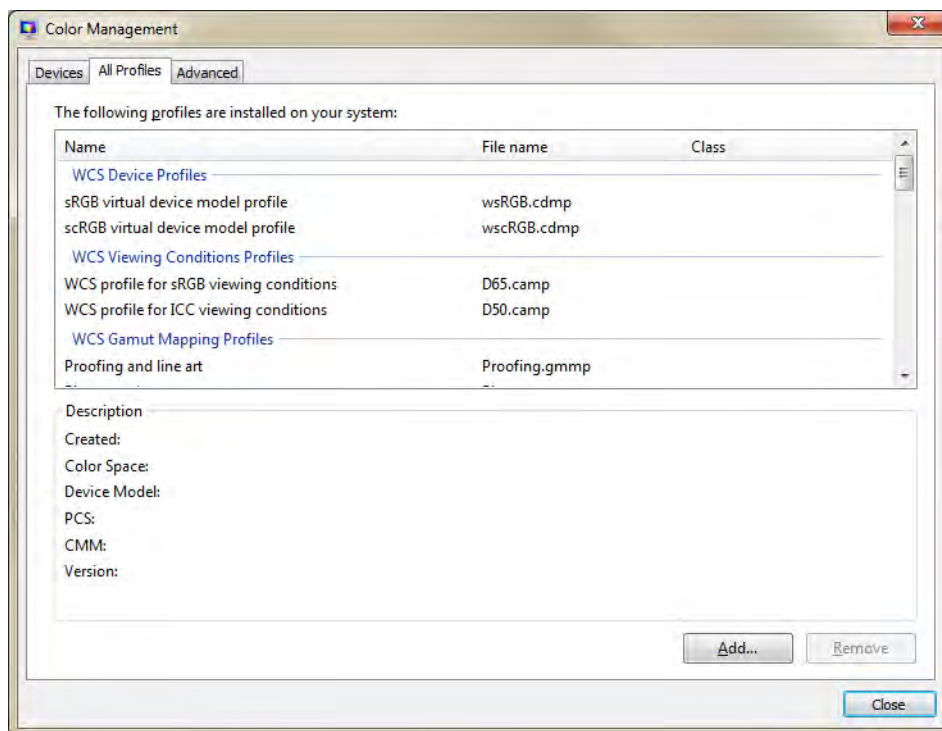 Color Management
Devices All Profiles Advanced
The following profiles are installed on your system:
Name File name Class
WCS Device Profiles
sRGB virtual device model profile wsRGB.cdmp
scRGB virtual device model profile wscRGB.cdmp
WCS Viewing Conditions Profiles
WCS profile for sRGB viewing conditions D65.camp
WCS profile for ICC viewing conditions D50.camp
WCS Gamut Mapping Profiles
Proofing and line art Proofing.gmmp
Description
Created:
Color Space:
Device Model:
PCS:
CMM:
Version:
Add... Remove
Close